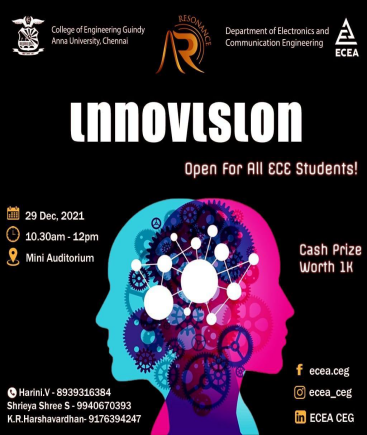 College of Engineering Guindy
Anna University, Chennai
RESONANCE
Department of Electronics and
Communication Engineering
ECEA
INNOVISION
Open For All ECE Students!
29 Dec, 2021
10.30am - 12pm
Mini Auditorium
Cash Prize
Worth 1K
Harini.V - 8939316384
Shrieya Shree S - 9940670393
K.R.Harshavardhan- 9176394247
ecea.ceg
ecea_ceg
ECEA CEG